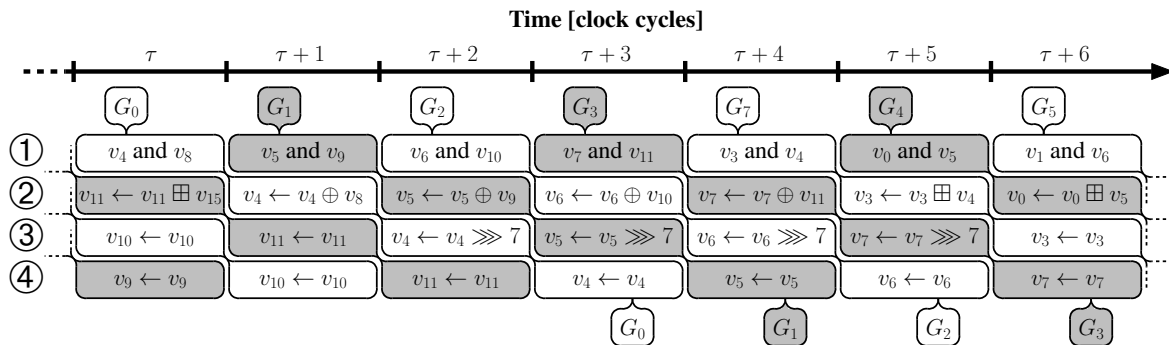 Time [clock cycles]
τ τ + 1 τ + 2 τ + 3 τ + 4 τ + 5 τ + 6
G₀ G₁ G₂ G₃ G₇ G₄ G₅
① v₄ and v₈ v₅ and v₉ v₆ and v₁₀ v₇ and v₁₁ v₃ and v₄ v₀ and v₅ v₁ and v₆
② v₁₁ ← v₁₁ ⊞ v₁₅ v₄ ← v₄ ⊕ v₈ v₅ ← v₅ ⊕ v₉ v₆ ← v₆ ⊕ v₁₀ v₇ ← v₇ ⊕ v₁₁ v₃ ← v₃ ⊞ v₄ v₀ ← v₀ ⊞ v₅
③ v₁₀ ← v₁₀ v₁₁ ← v₁₁ v₄ ← v₄ ⋙ 7 v₅ ← v₅ ⋙ 7 v₆ ← v₆ ⋙ 7 v₇ ← v₇ ⋙ 7 v₃ ← v₃
④ v₉ ← v₉ v₁₀ ← v₁₀ v₁₁ ← v₁₁ v₄ ← v₄ v₅ ← v₅ v₆ ← v₆ v₇ ← v₇
G₀ G₁ G₂ G₃